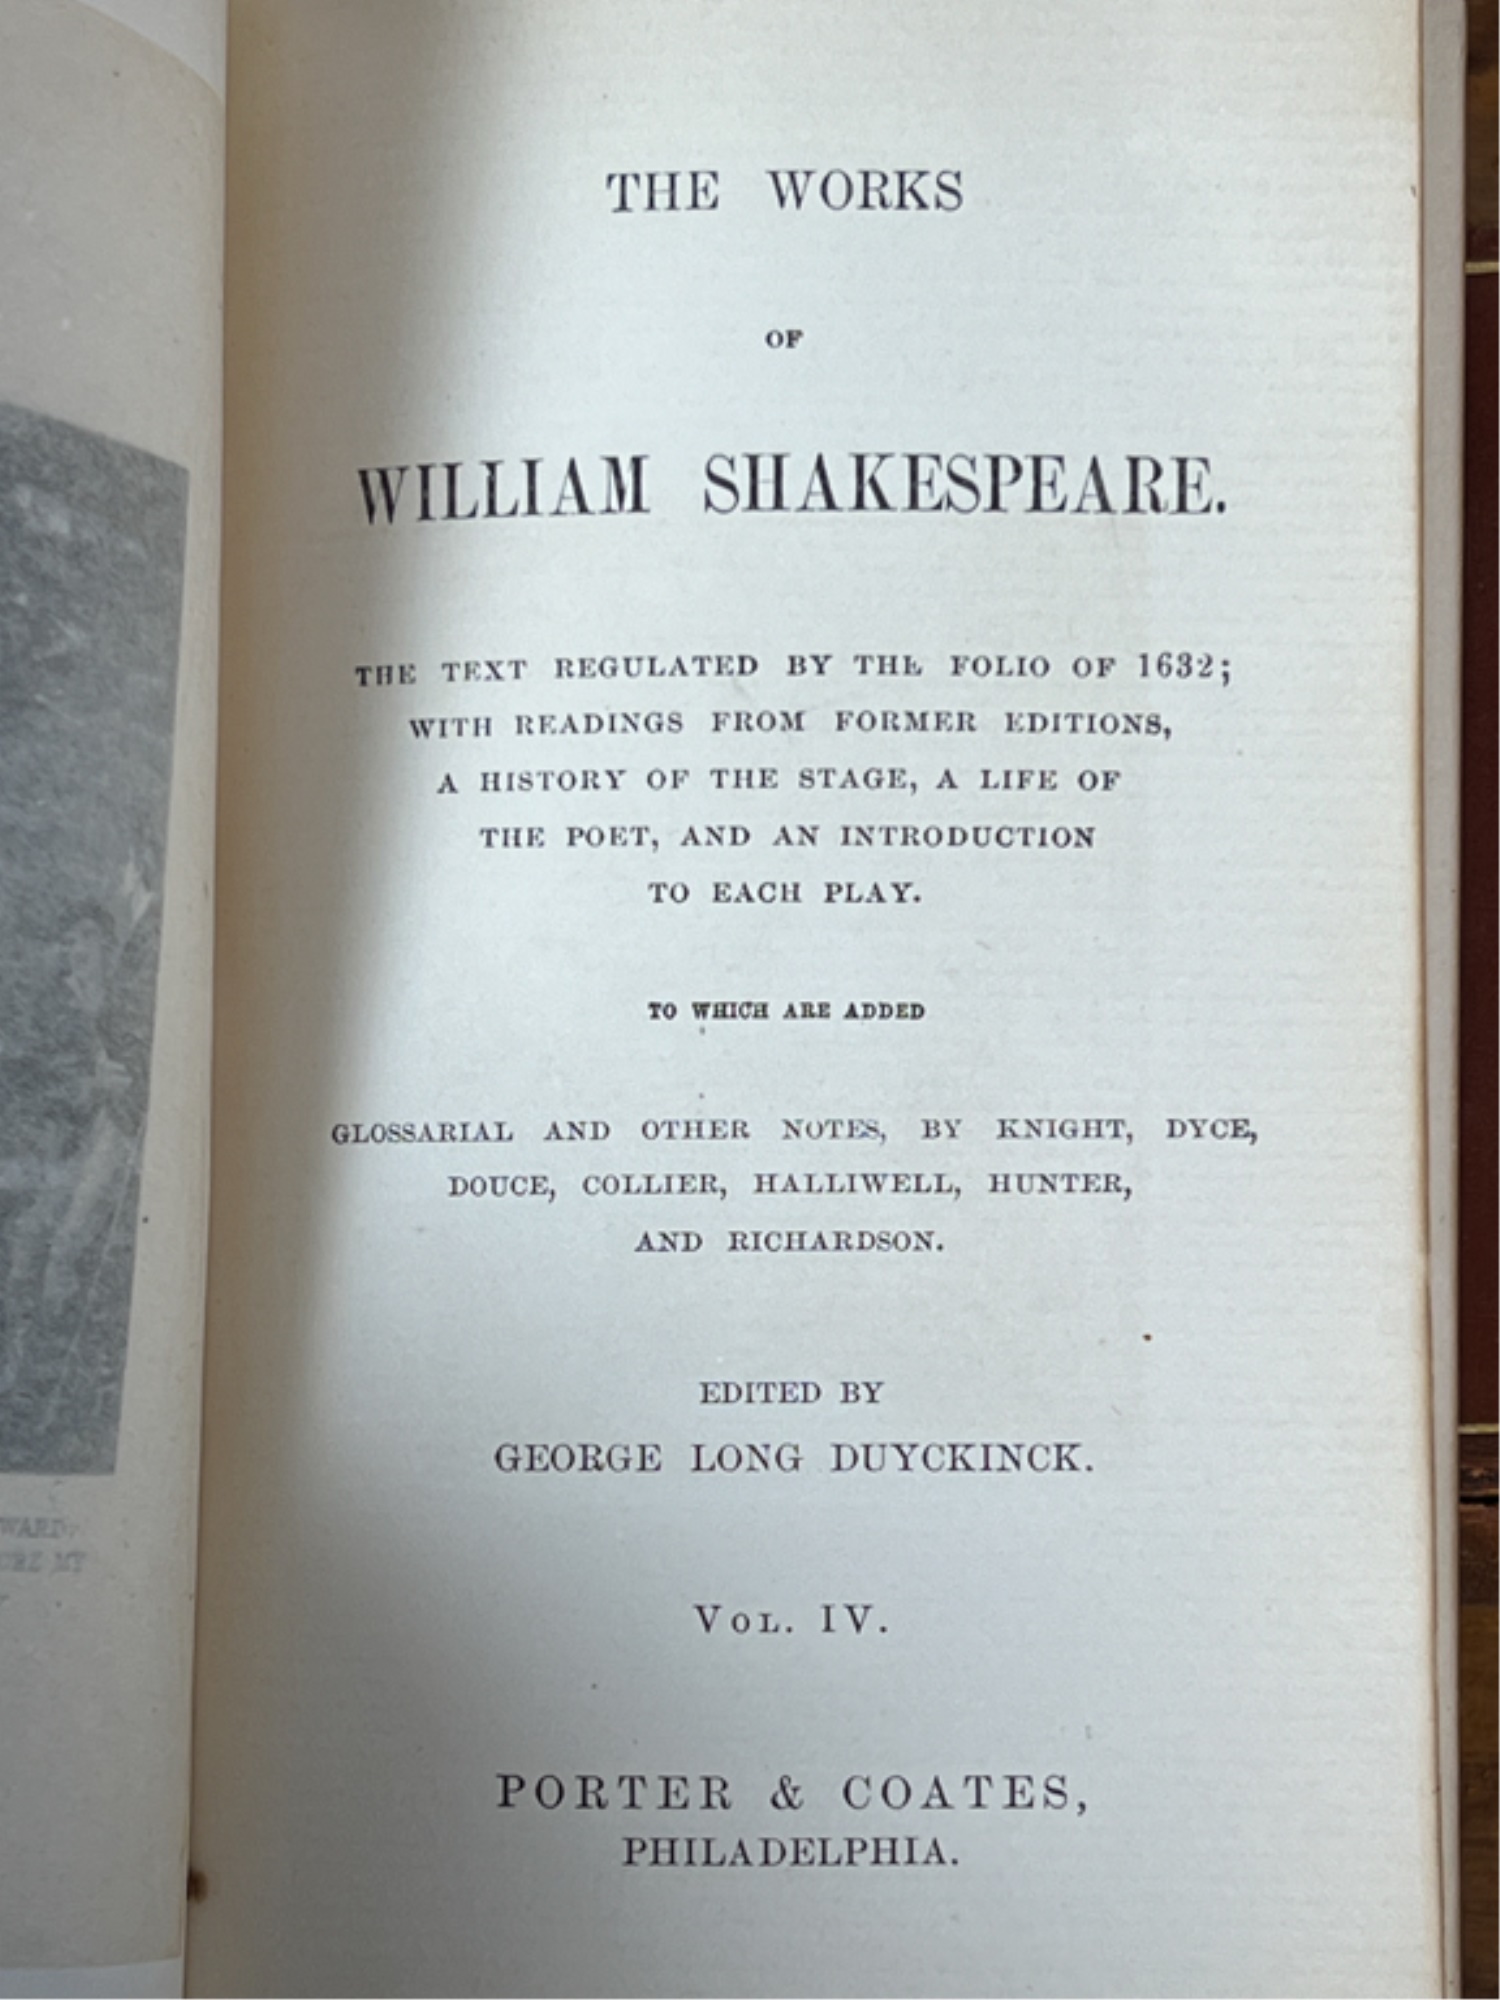 THE WORKS
OF
WILLIAM SHAKESPEARE.
THE TEXT REGULATED BY THE FOLIO OF 1632;
WITH READINGS FROM FORMER EDITIONS,
A HISTORY OF THE STAGE, A LIFE OF
THE POET, AND AN INTRODUCTION
TO EACH PLAY.
TO WHICH ARE ADDED
GLOSSARIAL AND OTHER NOTES, BY KNIGHT, DYCE,
DOUCE, COLLIER, HALLIWELL, HUNTER,
AND RICHARDSON.
EDITED BY
GEORGE LONG DUYCKINCK.
VOL. IV.
PORTER & COATES,
PHILADELPHIA.